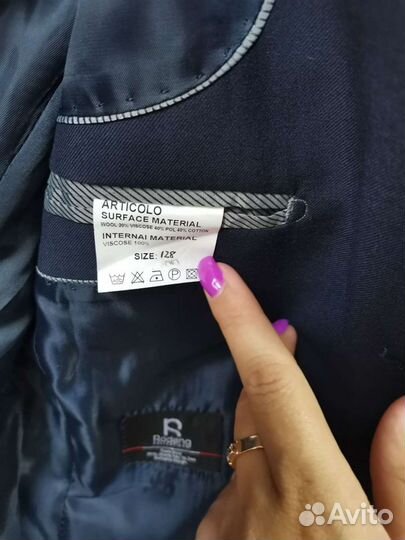 ARTICOLO
SURFACE MATERIAL
WOOL 20% VISCOSE 40% POL 40% COTTON
INTERNAI MATERIAL
VISCOSE 100%
SIZE: 128
R
Avito